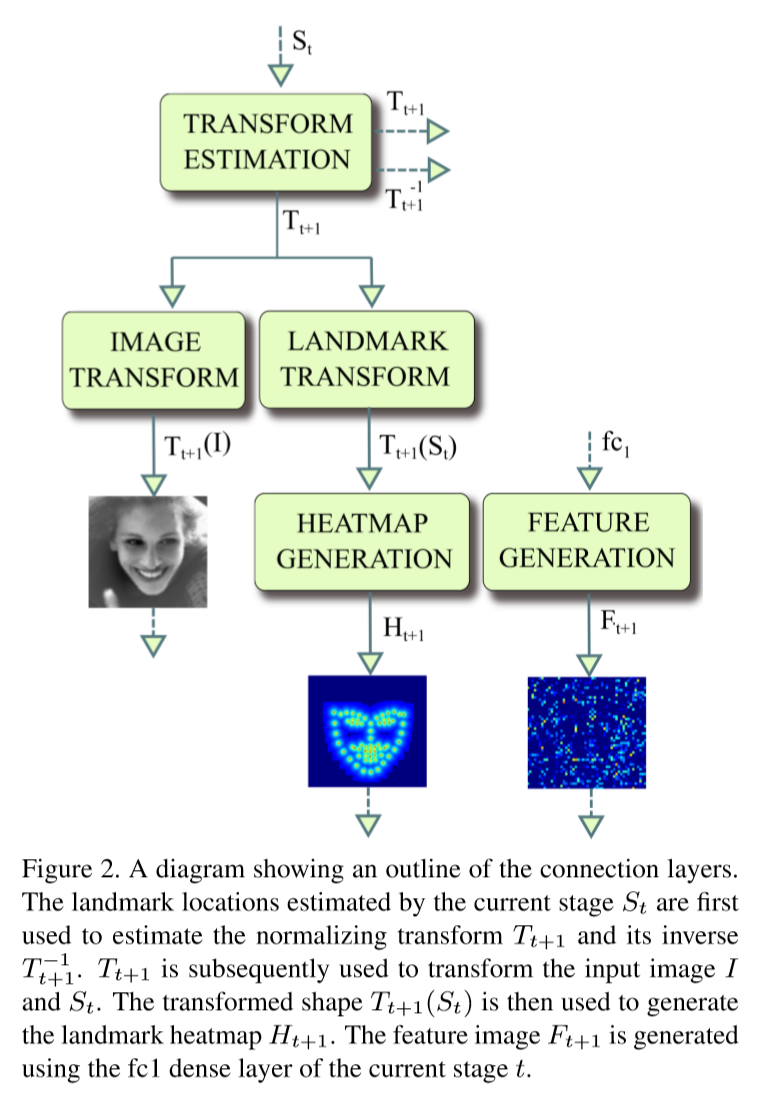 S_t
TRANSFORM
ESTIMATION
T_{t+1}
T_{t+1}^{-1}
T_{t+1}
IMAGE
TRANSFORM
LANDMARK
TRANSFORM
T_{t+1}(I)
T_{t+1}(S_t)
fc_1
HEATMAP
GENERATION
FEATURE
GENERATION
H_{t+1}
F_{t+1}
Figure 2. A diagram showing an outline of the connection layers.
The landmark locations estimated by the current stage S_t are first
used to estimate the normalizing transform T_{t+1} and its inverse
T_{t+1}^{-1}. T_{t+1} is subsequently used to transform the input image I
and S_t. The transformed shape T_{t+1}(S_t) is then used to generate
the landmark heatmap H_{t+1}. The feature image F_{t+1} is generated
using the fc1 dense layer of the current stage t.